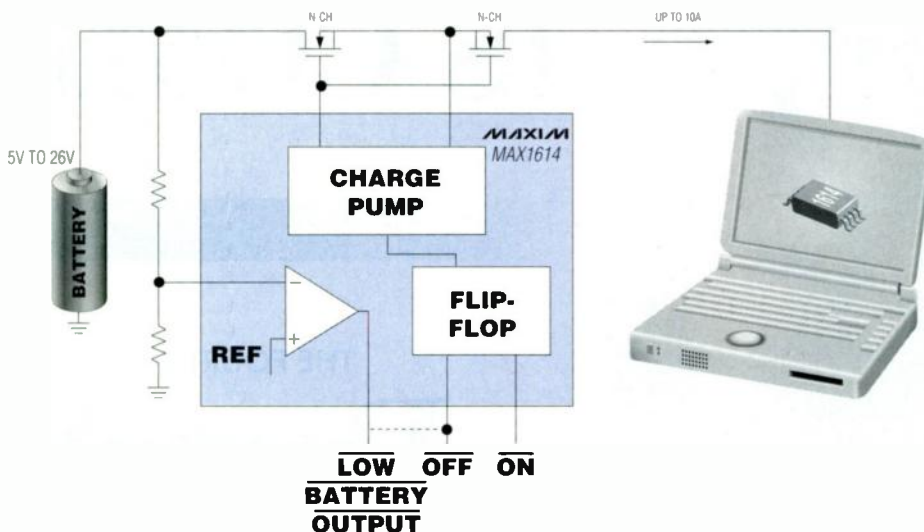 N-CH
N-CH
UP TO 10A
MAXIM
MAX1614
5V TO 26V
BATTERY
CHARGE
PUMP
FLIP-
FLOP
−
+
REF
LOW
BATTERY
OUTPUT
OFF
ON